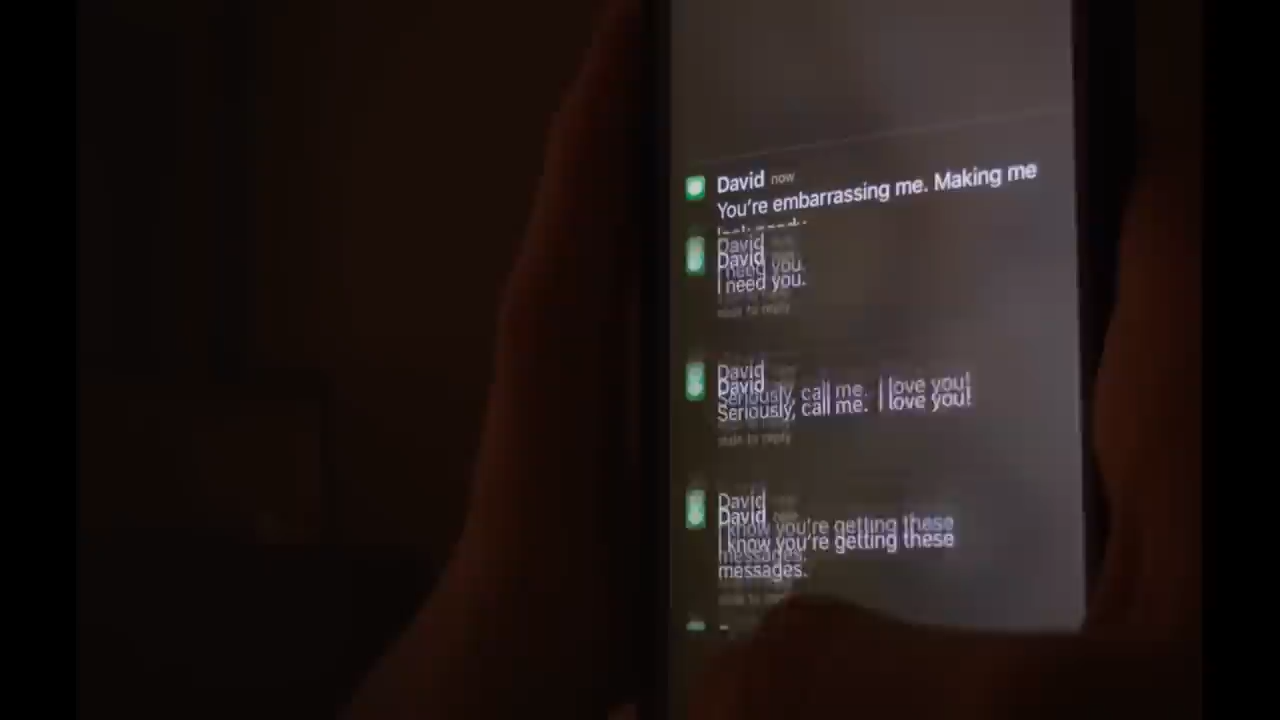 David now
You're embarrassing me. Making me
David
I need you.
David
Seriously, call me. I love you!
David
I know you're getting these
messages.